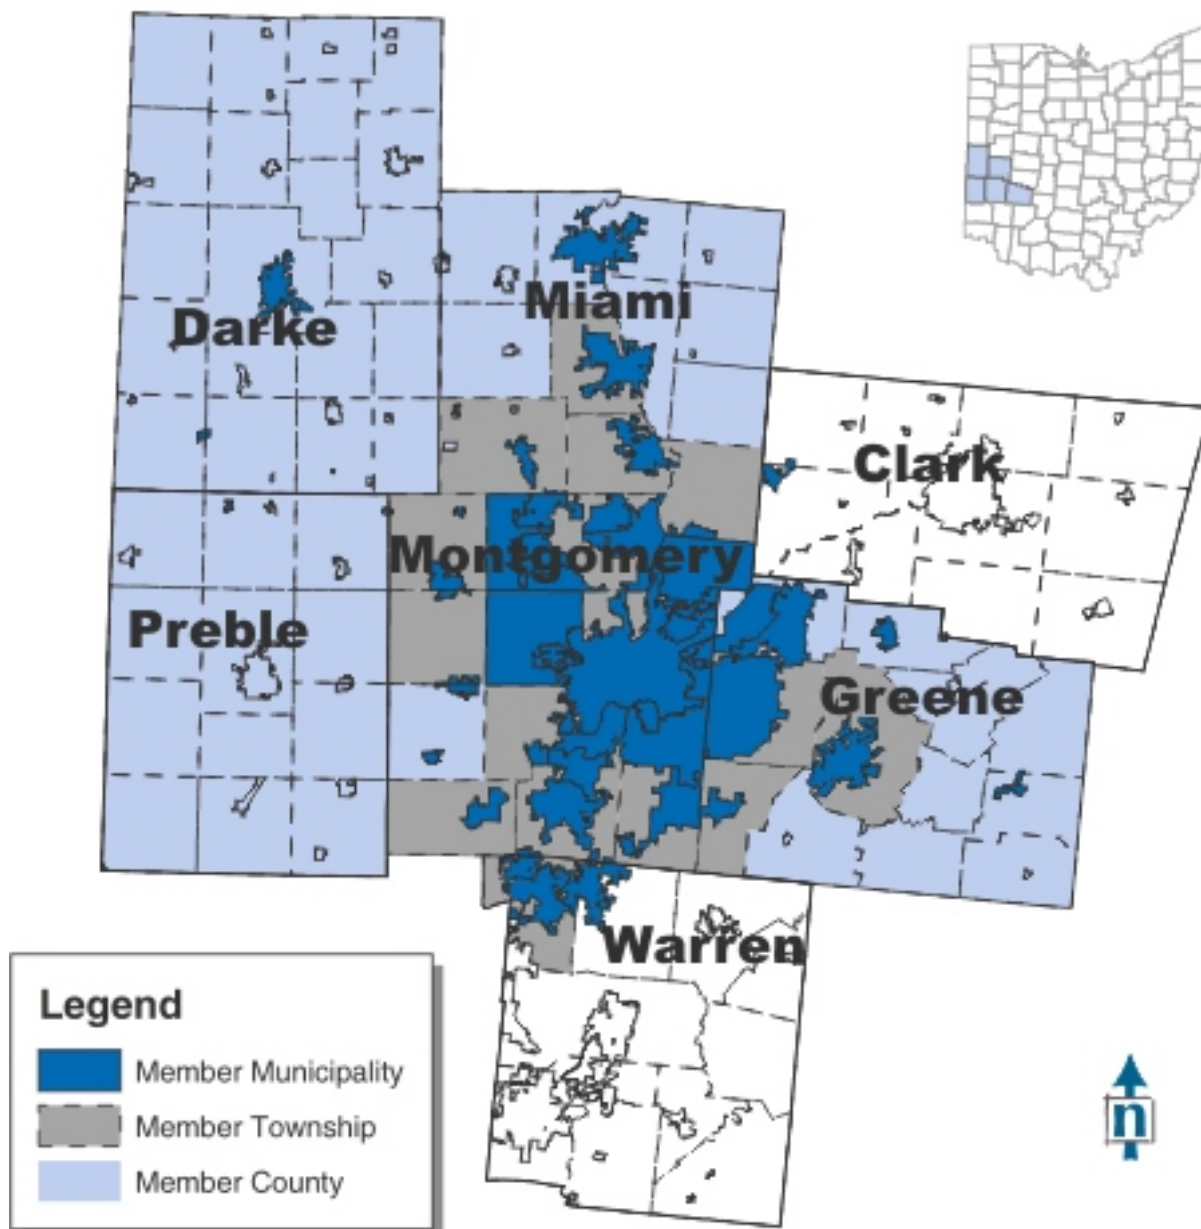 Miami
Darke
Clark
Montgomery
Preble
Greene
Warren
Legend
Member Municipality
Member Township
Member County
n